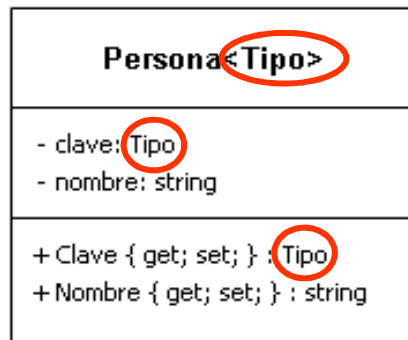 Persona<Tipo>
- clave: Tipo
- nombre: string
+ Clave { get; set; } : Tipo
+ Nombre { get; set; } : string